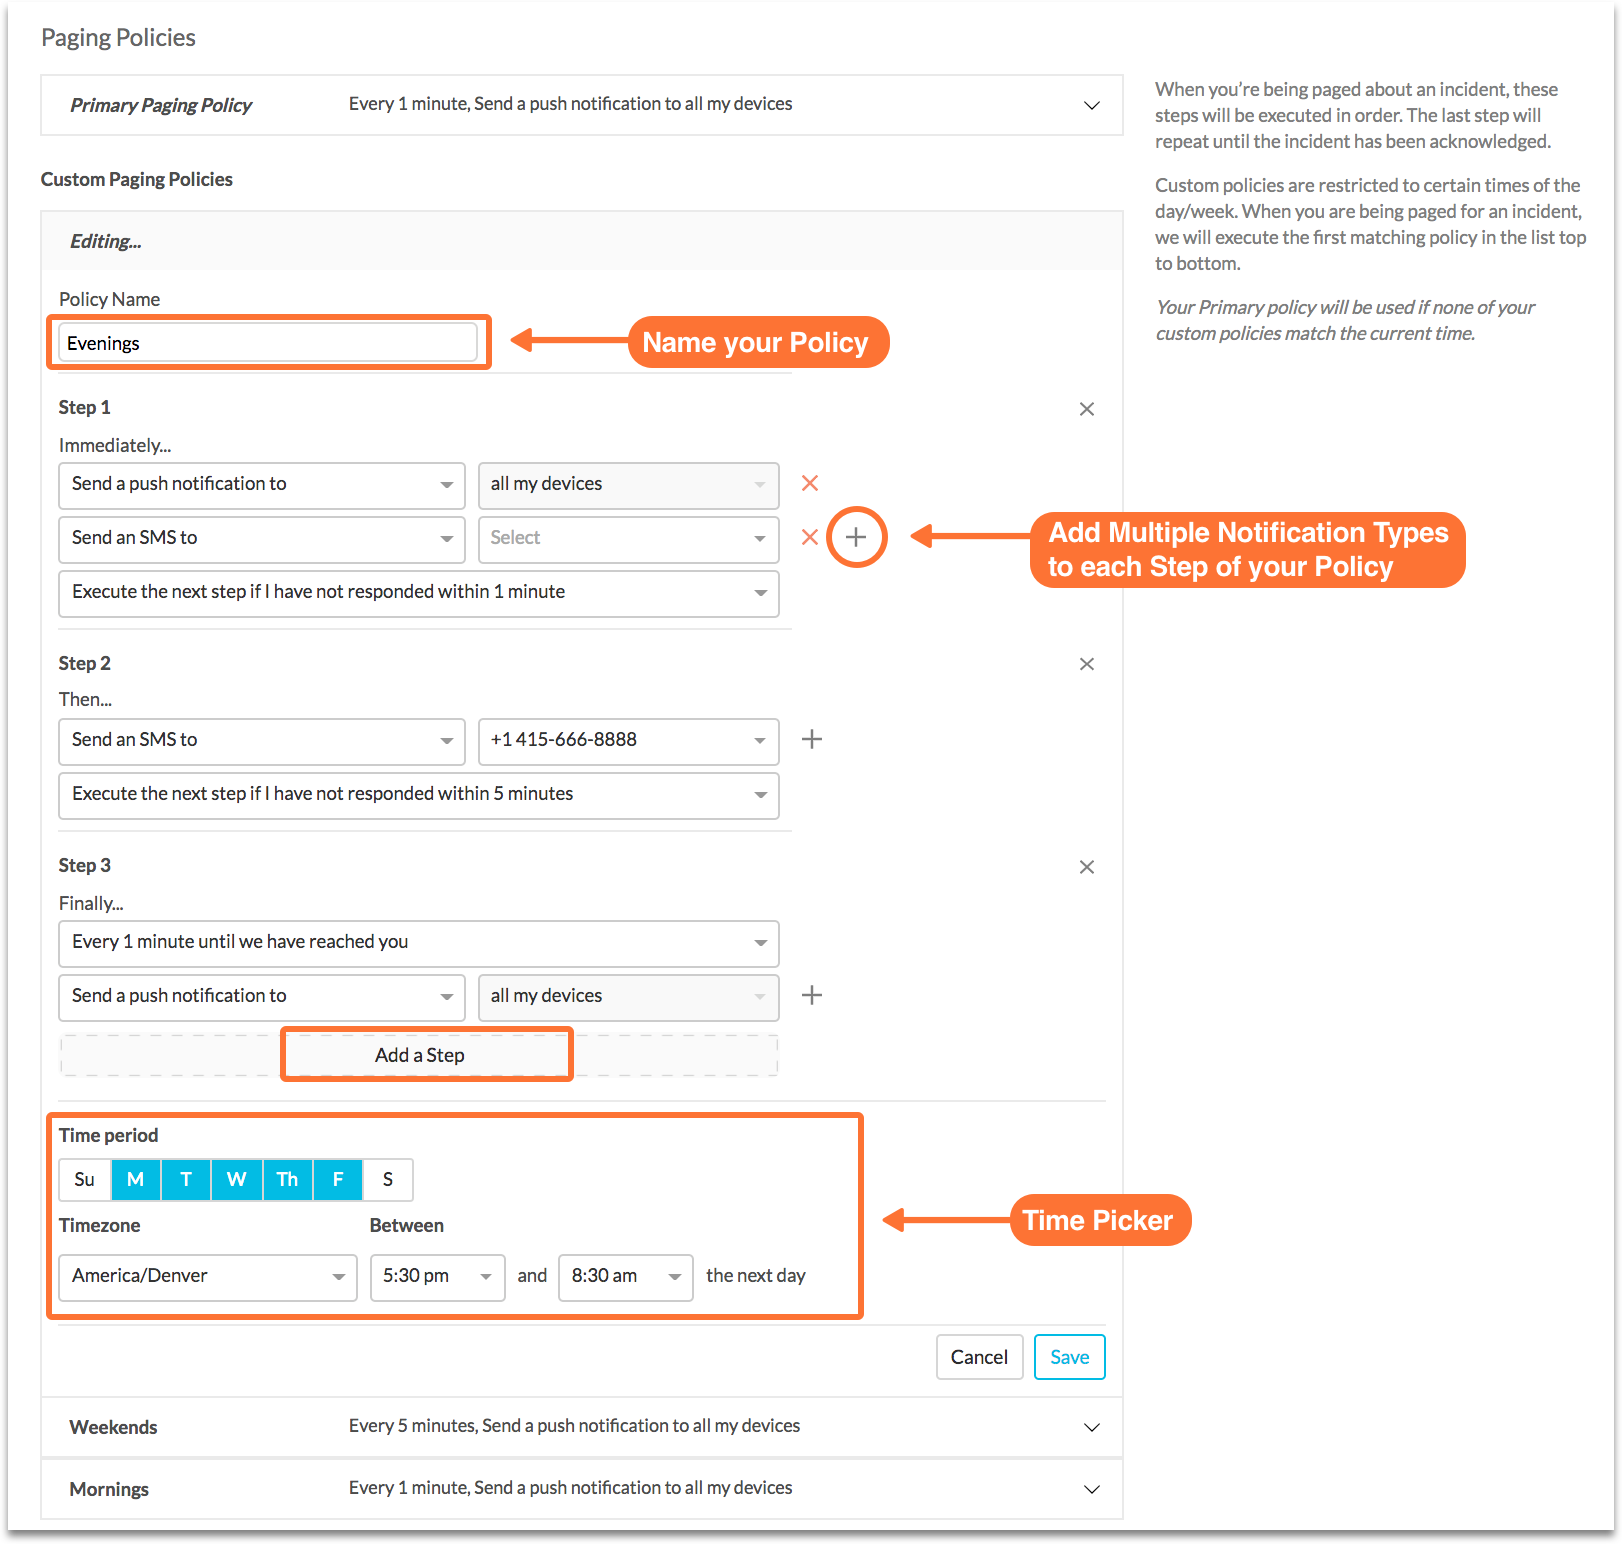 Paging Policies
Primary Paging Policy
Every 1 minute, Send a push notification to all my devices
When you're being paged about an incident, these
steps will be executed in order. The last step will
repeat until the incident has been acknowledged.
Custom policies are restricted to certain times of the
day/week. When you are being paged for an incident,
we will execute the first matching policy in the list top
to bottom.
Your Primary policy will be used if none of your
custom policies match the current time.
Custom Paging Policies
Editing...
Policy Name
Evenings
Name your Policy
Step 1
Immediately...
Send a push notification to
all my devices
Send an SMS to
Select
Add Multiple Notification Types
to each Step of your Policy
Execute the next step if I have not responded within 1 minute
Step 2
Then...
Send an SMS to
+1 415-666-8888
Execute the next step if I have not responded within 5 minutes
Step 3
Finally...
Every 1 minute until we have reached you
Send a push notification to
all my devices
Add a Step
Time period
Su M T W Th F S
Time Picker
Timezone
Between
America/Denver
5:30 pm and 8:30 am the next day
Cancel
Save
Weekends
Every 5 minutes, Send a push notification to all my devices
Mornings
Every 1 minute, Send a push notification to all my devices